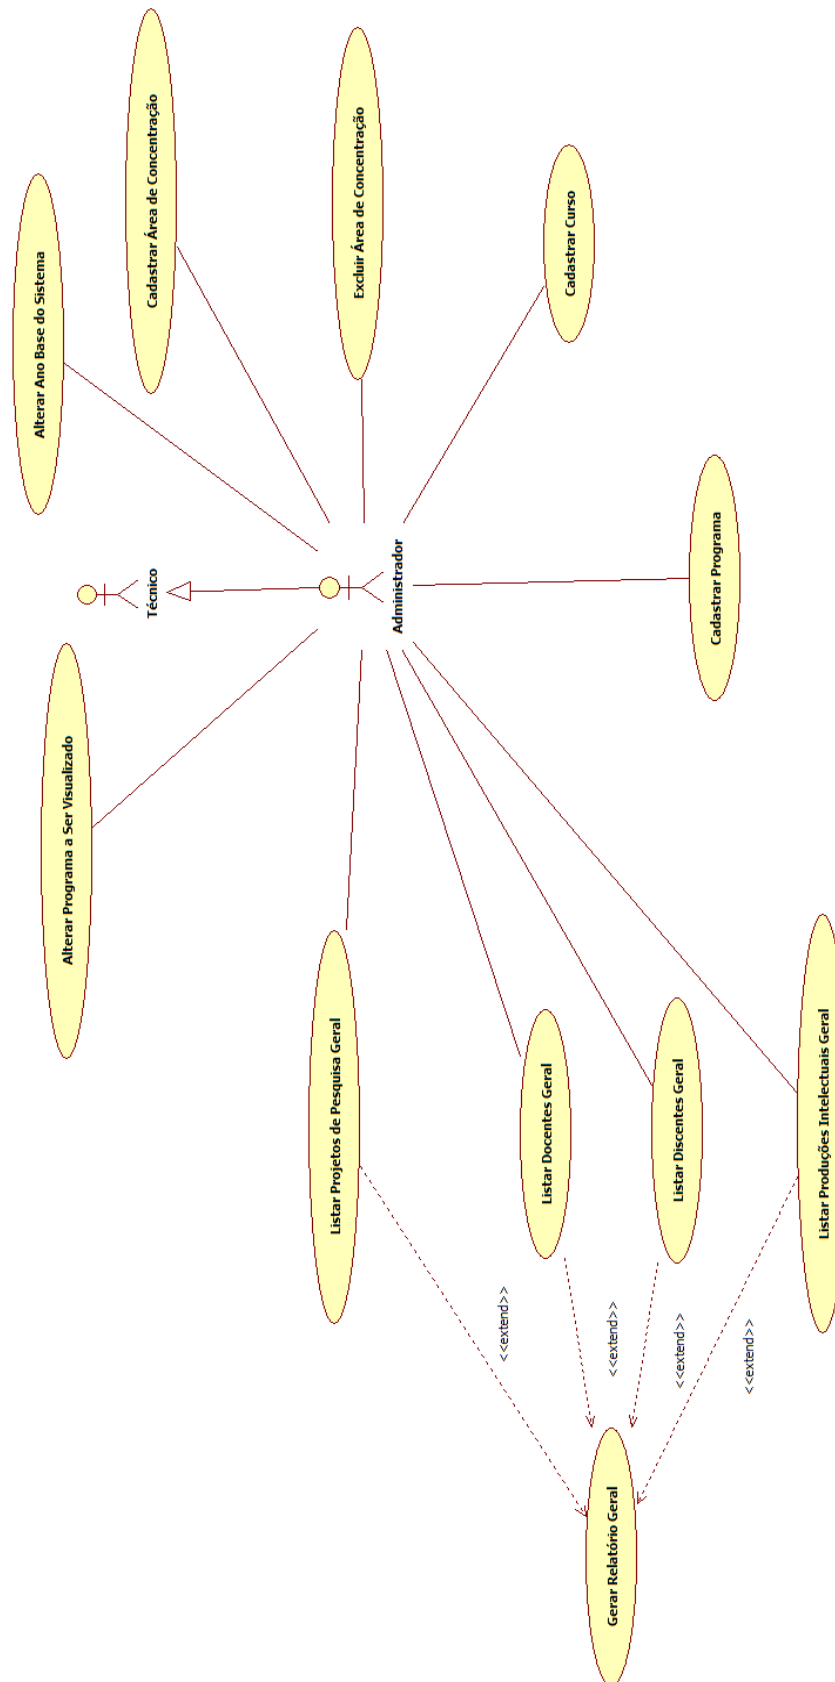 Cadastrar Área de Concentração
Excluir Área de Concentração
Alterar Ano Base do Sistema
Cadastrar Curso
Técnico
Administrador
Cadastrar Programa
Alterar Programa a Ser Visualizado
Listar Projetos de Pesquisa Geral
Listar Docentes Geral
Listar Discentes Geral
Listar Produções Intelectuais Geral
<<extend>>
<<extend>>
<<extend>>
<<extend>>
Gerar Relatório Geral